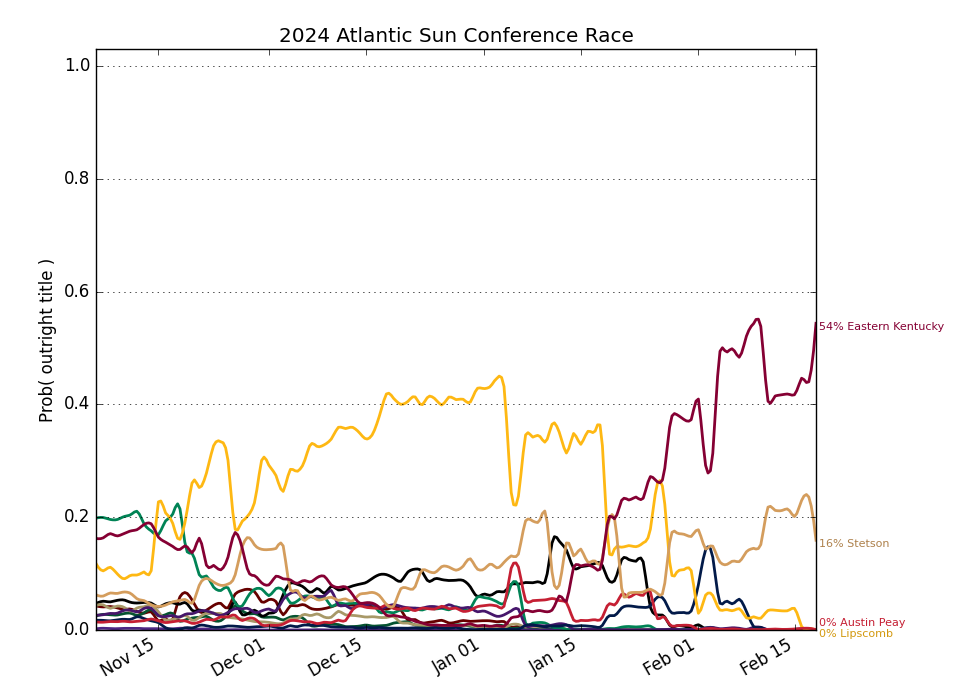 2024 Atlantic Sun Conference Race
Prob( outright title )
1.0
0.8
0.6
0.4
0.2
0.0
Nov 15
Dec 01
Dec 15
Jan 01
Jan 15
Feb 01
Feb 15
54% Eastern Kentucky
16% Stetson
0% Austin Peay
0% Lipscomb